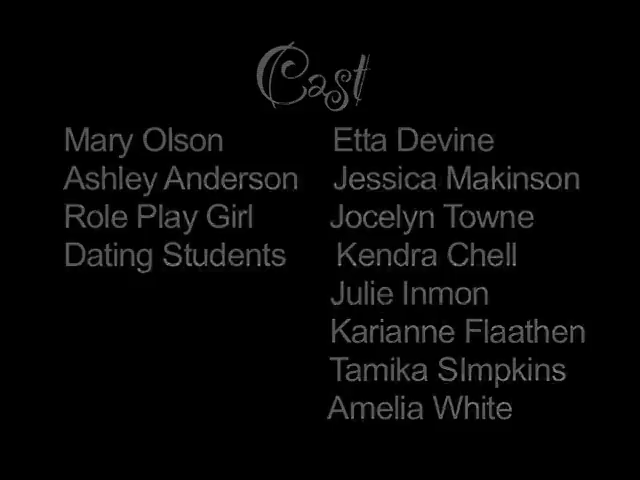 Cast
Mary Olson Etta Devine
Ashley Anderson Jessica Makinson
Role Play Girl Jocelyn Towne
Dating Students Kendra Chell
Julie Inmon
Karianne Flaathen
Tamika SImpkins
Amelia White